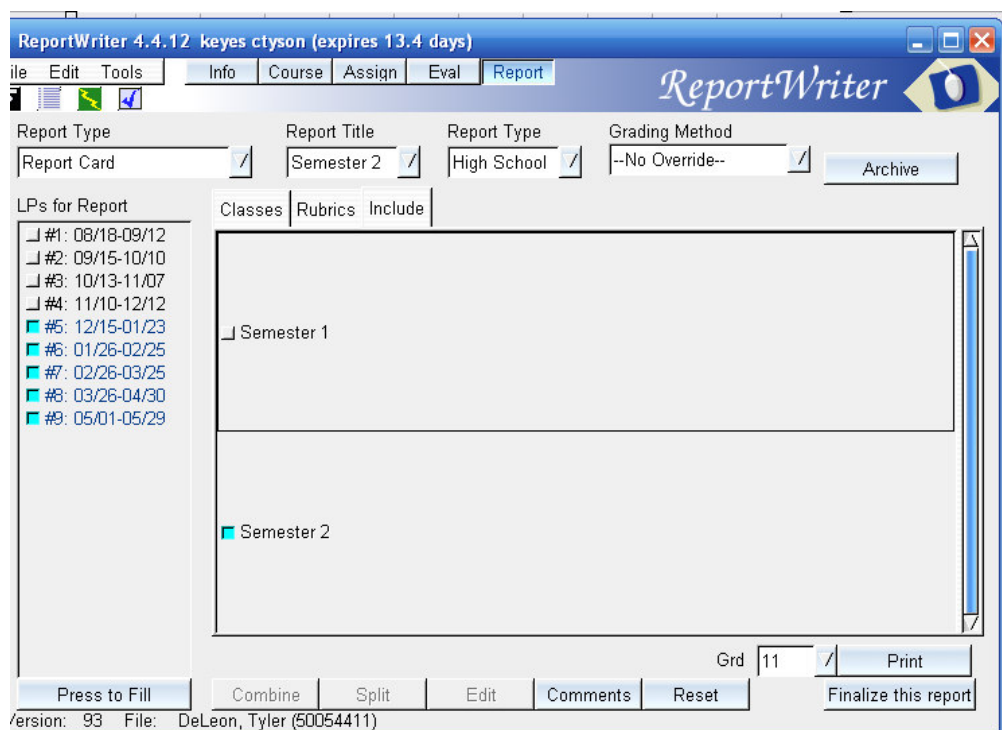 ReportWriter 4.4.12 keyes ctyson (expires 13.4 days)
ile Edit Tools Info Course Assign Eval Report
ReportWriter
Report Type Report Title Report Type Grading Method
Report Card Semester 2 High School --No Override-- Archive
LPs for Report Classes Rubrics Include
#1: 08/18-09/12
#2: 09/15-10/10
#3: 10/13-11/07
#4: 11/10-12/12
#5: 12/15-01/23
#6: 01/26-02/25
#7: 02/26-03/25
#8: 03/26-04/30
#9: 05/01-05/29
Semester 1
Semester 2
Grd 11 Print
Press to Fill Combine Split Edit Comments Reset Finalize this report
Version: 93 File: DeLeon, Tyler (50054411)